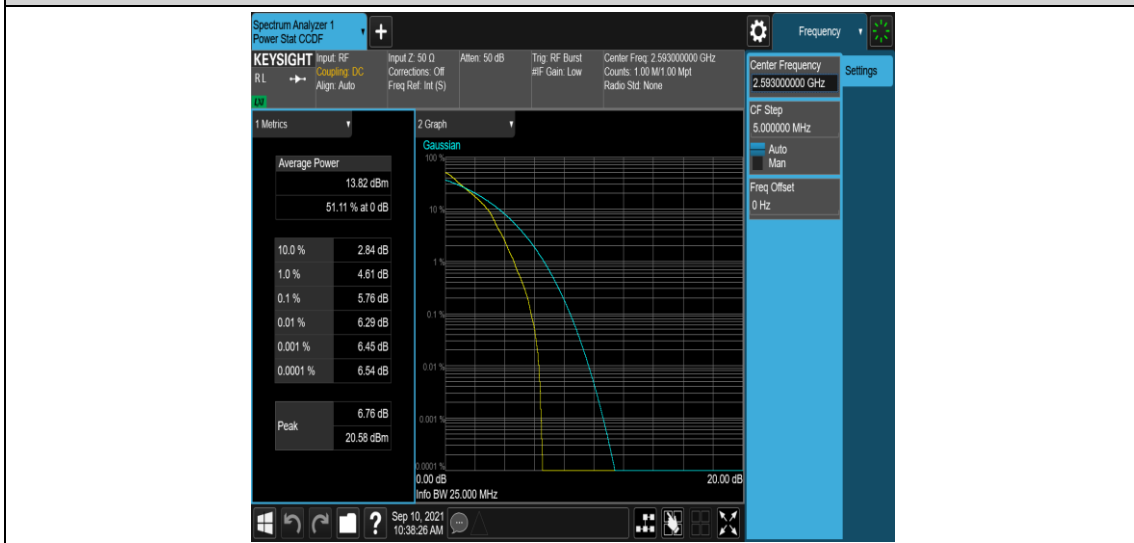 Spectrum Analyzer 1
Power Stat CCDF
+
Frequency
KEYSIGHT
RL
Input: RF
Coupling: DC
Align: Auto
Input Z: 50 Ω
Corrections: Off
Freq Ref: Int (S)
Atten: 50 dB
Trig: RF Burst
#IF Gain: Low
Center Freq: 2.593000000 GHz
Counts: 1.00 M/1.00 Mpt
Radio Std: None
Center Frequency
2.593000000 GHz
Settings
CF Step
5.000000 MHz
Auto
Man
Freq Offset
0 Hz
1 Metrics
Average Power
13.82 dBm
51.11 % at 0 dB
10.0 % 2.84 dB
1.0 % 4.61 dB
0.1 % 5.76 dB
0.01 % 6.29 dB
0.001 % 6.45 dB
0.0001 % 6.54 dB
Peak
6.76 dB
20.58 dBm
2 Graph
Gaussian
100 %
10 %
1 %
0.1 %
0.01 %
0.001 %
0.0001 %
0.00 dB 20.00 dB
Info BW 25.000 MHz
?
Sep 10, 2021
10:38:26 AM